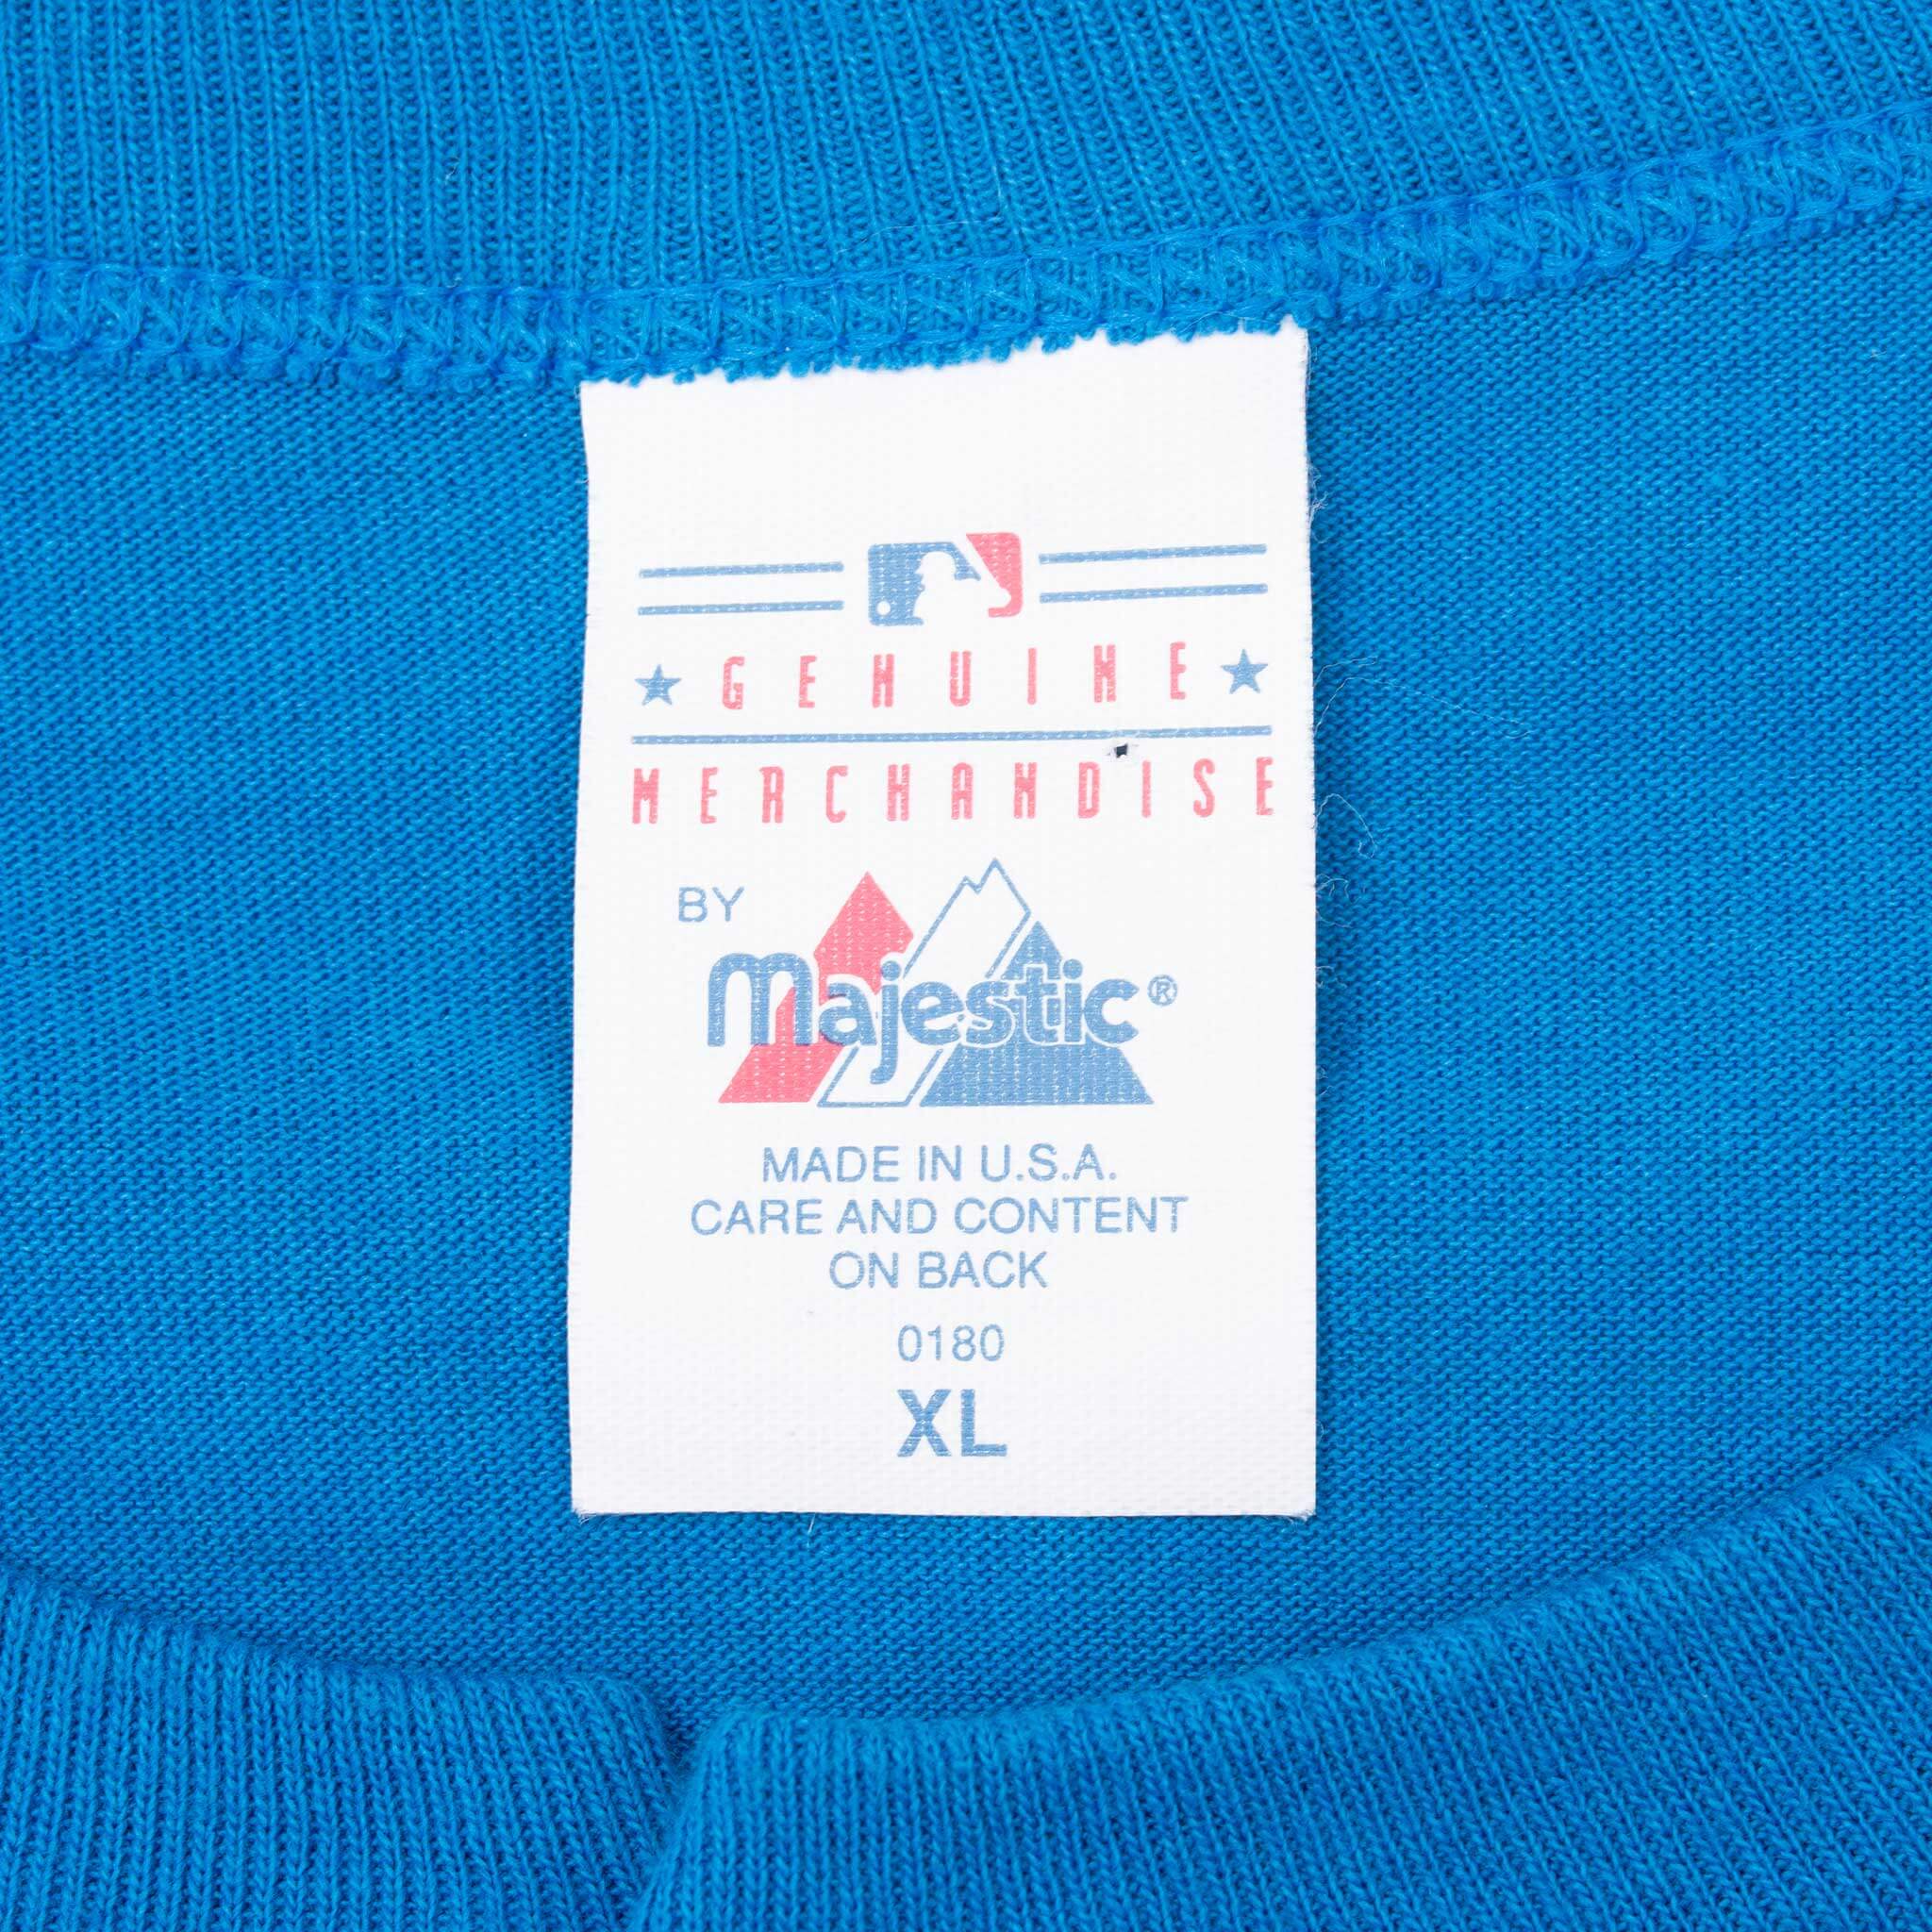 GENUINE
MERCHANDISE
BY
Majestic®
MADE IN U.S.A.
CARE AND CONTENT
ON BACK
0180
XL